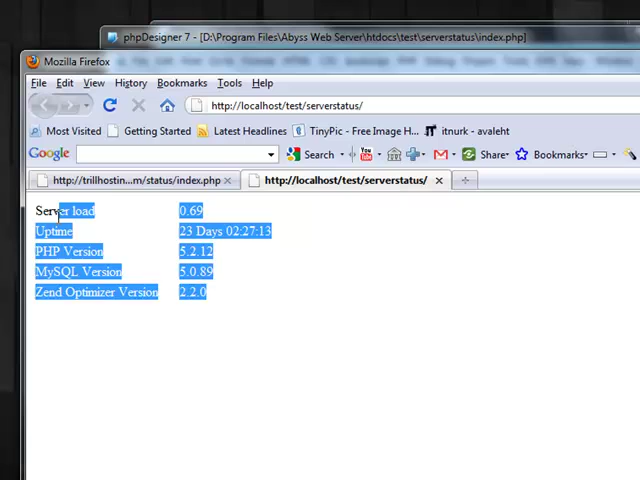 phpDesigner 7 - [D:\Program Files\Abyss Web Server\htdocs\test\serverstatus\index.php]
Mozilla Firefox
File Edit View History Bookmarks Tools Help
http://localhost/test/serverstatus/
Most Visited Getting Started Latest Headlines TinyPic - Free Image H... itnurk - avaleht
Google Search Share Bookmarks
http://trillhostin...m/status/index.php http://localhost/test/serverstatus/
Server load 0.69
Uptime 23 Days 02:27:13
PHP Version 5.2.12
MySQL Version 5.0.89
Zend Optimizer Version 2.2.0